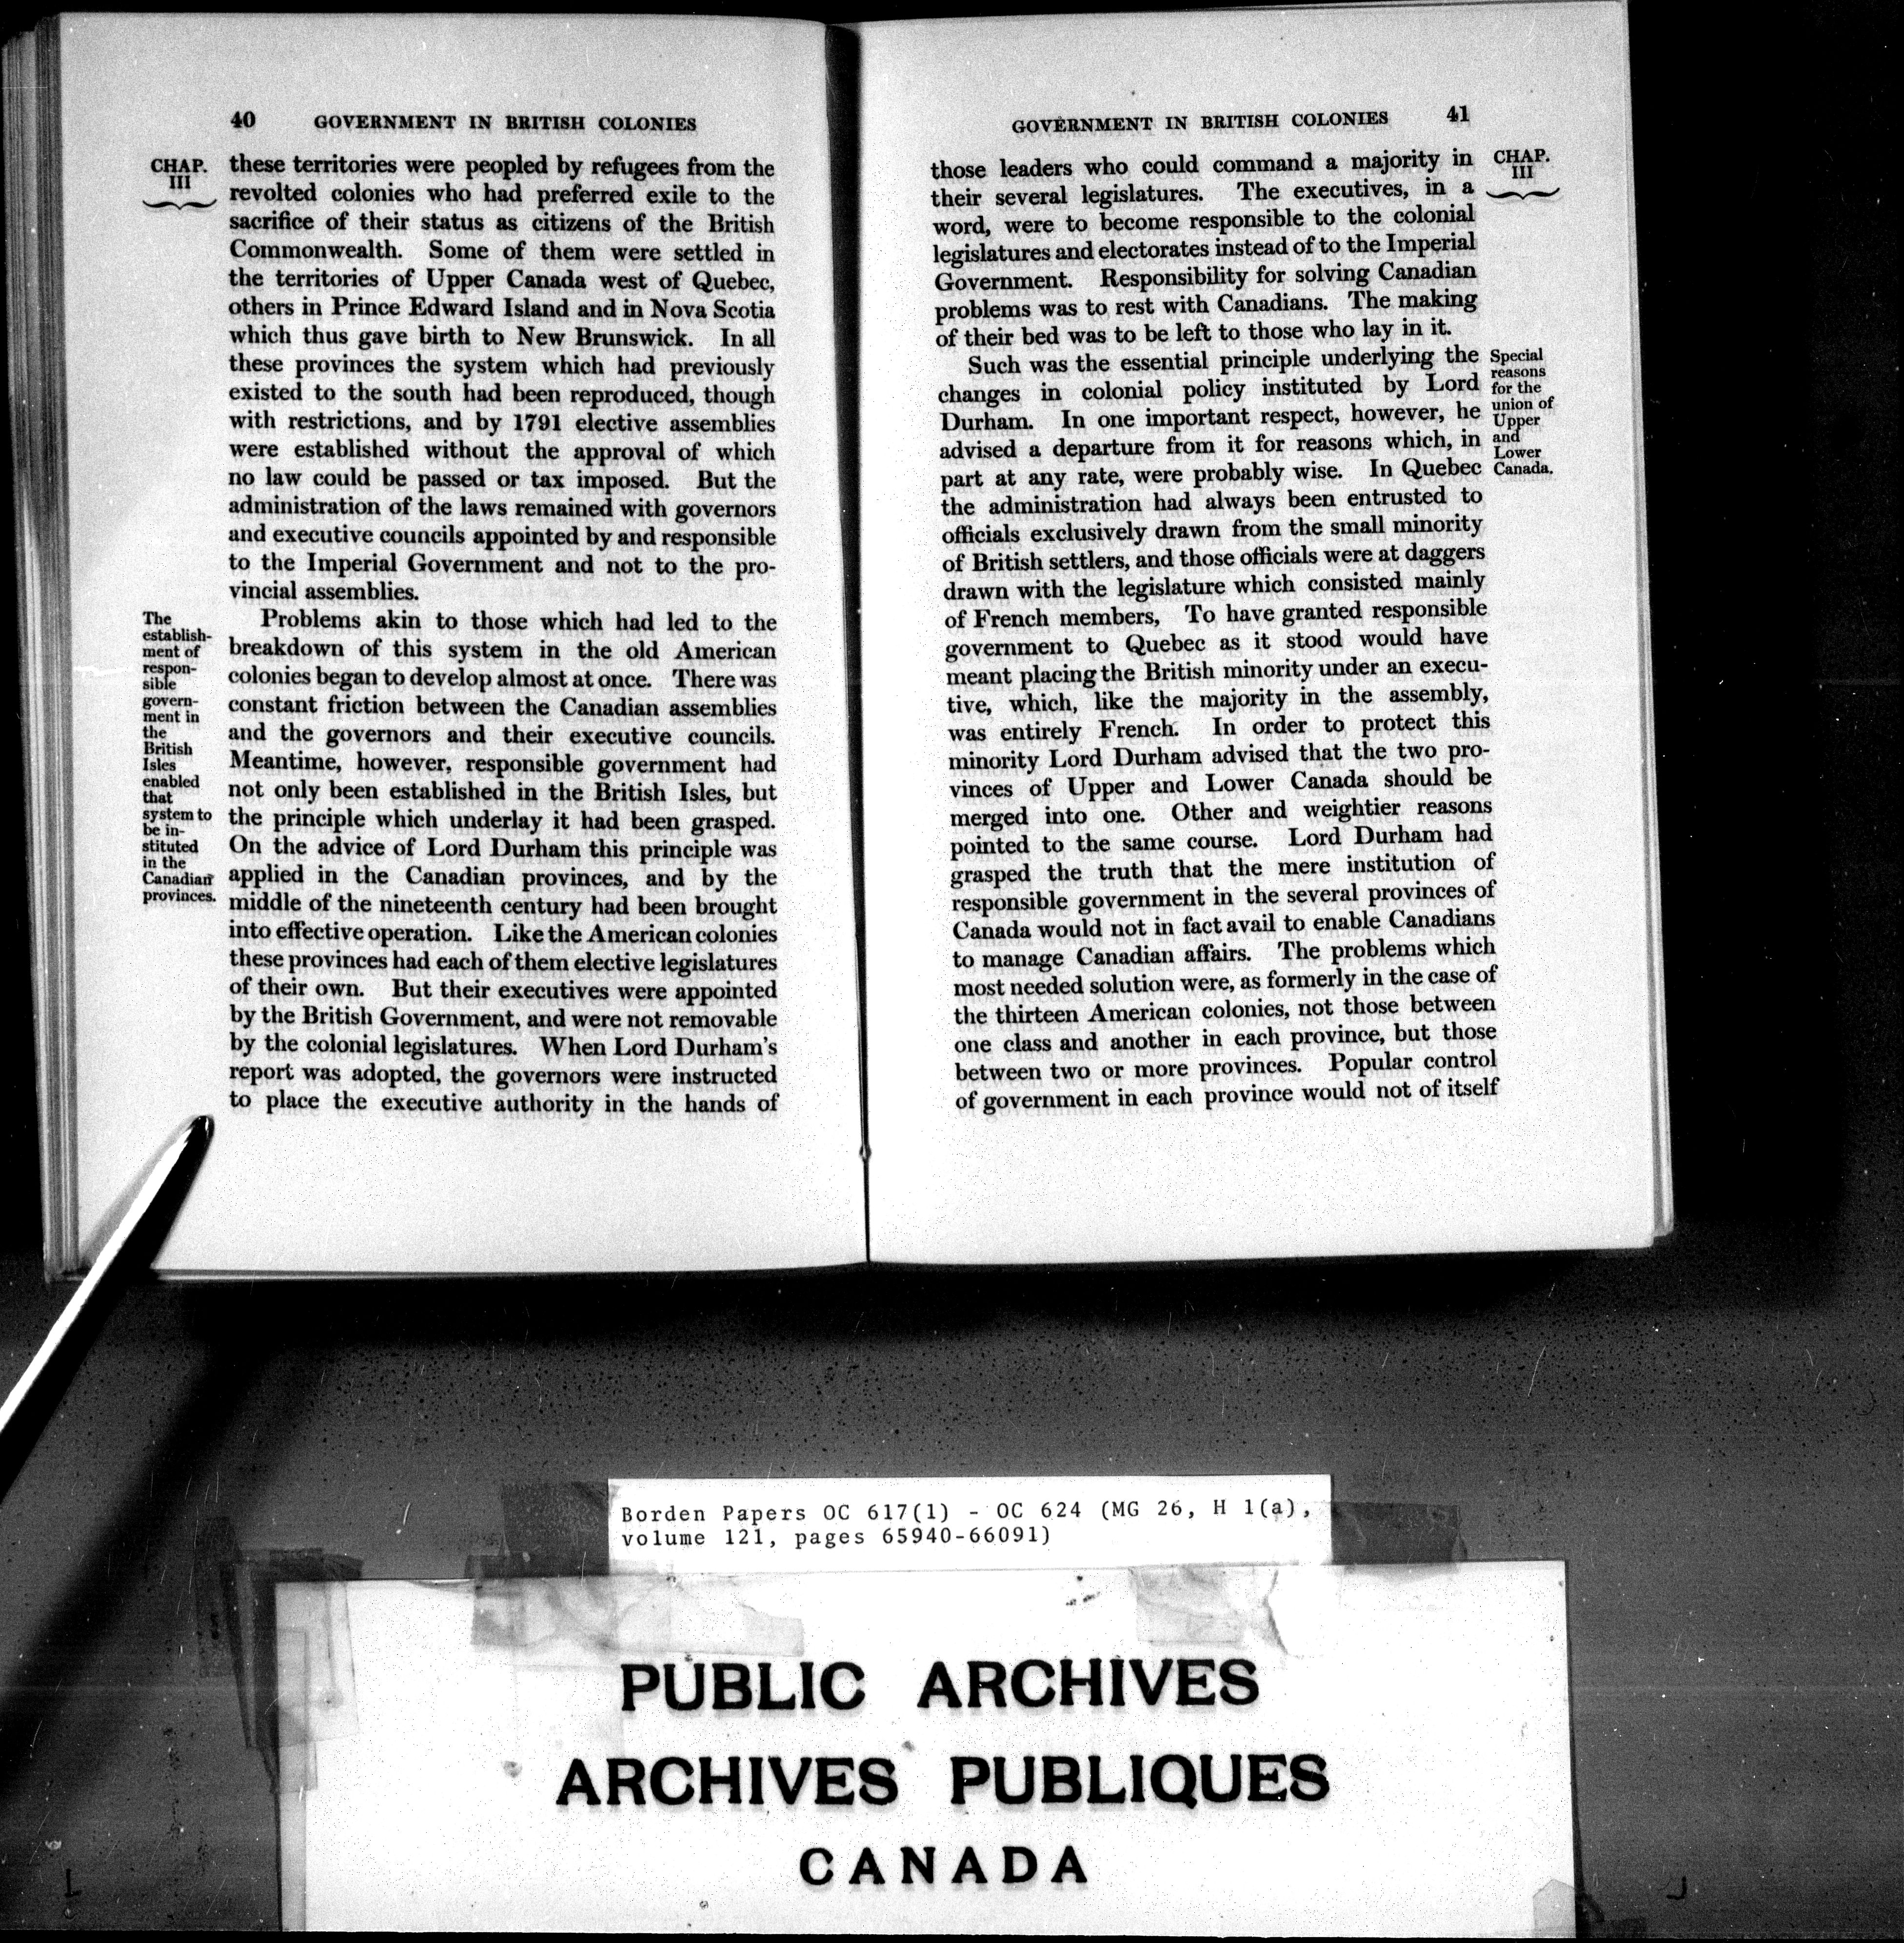 40 GOVERNMENT IN BRITISH COLONIES
CHAP.
III
these territories were peopled by refugees from the
revolted colonies who had preferred exile to the
sacrifice of their status as citizens of the British
Commonwealth. Some of them were settled in
the territories of Upper Canada west of Quebec,
others in Prince Edward Island and in Nova Scotia
which thus gave birth to New Brunswick. In all
these provinces the system which had previously
existed to the south had been reproduced, though
with restrictions, and by 1791 elective assemblies
were established without the approval of which
no law could be passed or tax imposed. But the
administration of the laws remained with governors
and executive councils appointed by and responsible
to the Imperial Government and not to the pro-
vincial assemblies.
The
establish-
ment of
respon-
sible
govern-
ment in
the
British
Isles
enabled
that
system to
be in-
stituted
in the
Canadian
provinces.
Problems akin to those which had led to the
breakdown of this system in the old American
colonies began to develop almost at once. There was
constant friction between the Canadian assemblies
and the governors and their executive councils.
Meantime, however, responsible government had
not only been established in the British Isles, but
the principle which underlay it had been grasped.
On the advice of Lord Durham this principle was
applied in the Canadian provinces, and by the
middle of the nineteenth century had been brought
into effective operation. Like the American colonies
these provinces had each of them elective legislatures
of their own. But their executives were appointed
by the British Government, and were not removable
by the colonial legislatures. When Lord Durham's
report was adopted, the governors were instructed
to place the executive authority in the hands of
GOVERNMENT IN BRITISH COLONIES 41
CHAP.
III
those leaders who could command a majority in
their several legislatures. The executives, in a
word, were to become responsible to the colonial
legislatures and electorates instead of to the Imperial
Government. Responsibility for solving Canadian
problems was to rest with Canadians. The making
of their bed was to be left to those who lay in it.
Special
reasons
for the
union of
Upper
and
Lower
Canada.
Such was the essential principle underlying the
changes in colonial policy instituted by Lord
Durham. In one important respect, however, he
advised a departure from it for reasons which, in
part at any rate, were probably wise. In Quebec
the administration had always been entrusted to
officials exclusively drawn from the small minority
of British settlers, and those officials were at daggers
drawn with the legislature which consisted mainly
of French members, To have granted responsible
government to Quebec as it stood would have
meant placing the British minority under an execu-
tive, which, like the majority in the assembly,
was entirely French. In order to protect this
minority Lord Durham advised that the two pro-
vinces of Upper and Lower Canada should be
merged into one. Other and weightier reasons
pointed to the same course. Lord Durham had
grasped the truth that the mere institution of
responsible government in the several provinces of
Canada would not in fact avail to enable Canadians
to manage Canadian affairs. The problems which
most needed solution were, as formerly in the case of
the thirteen American colonies, not those between
one class and another in each province, but those
between two or more provinces. Popular control
of government in each province would not of itself
Borden Papers OC 617(1) - OC 624 (MG 26, H 1(a),
volume 121, pages 65940-66091)
PUBLIC ARCHIVES
ARCHIVES PUBLIQUES
CANADA